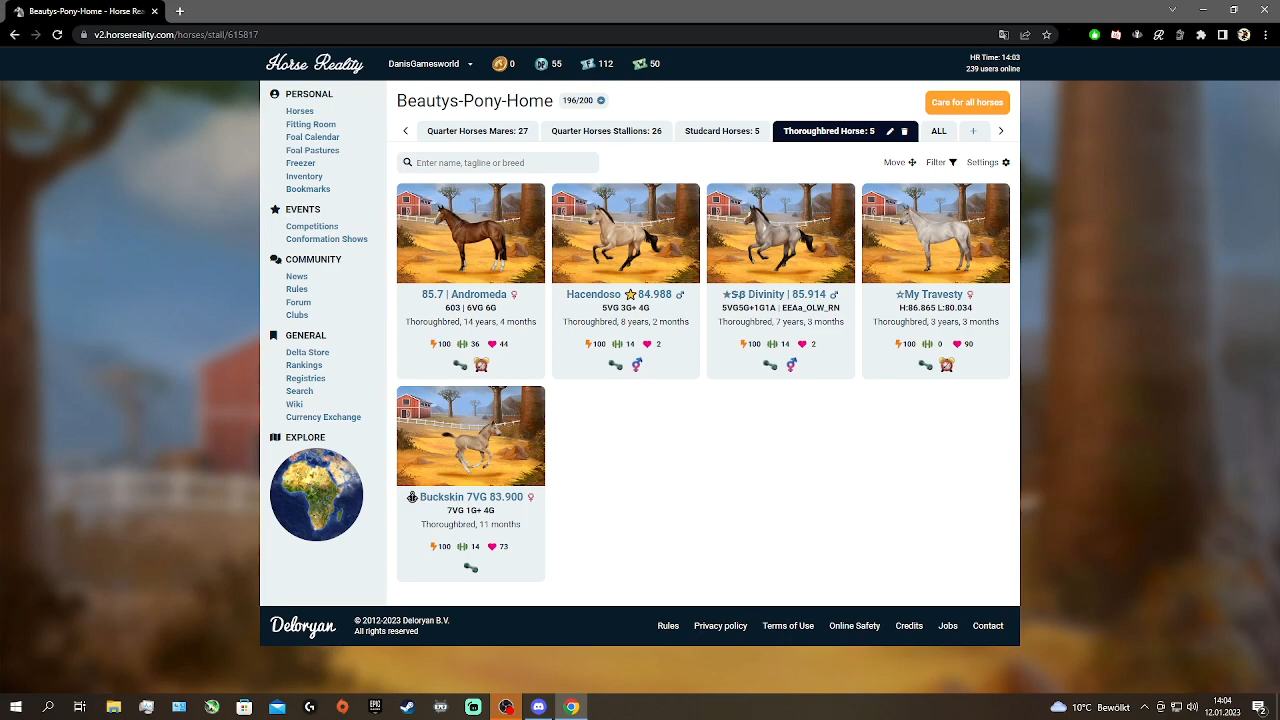 Beautys-Pony-Home - Horse Rea
v2.horsereality.com/horses/stall/615817
Horse Reality
DanisGamesworld
0
55
112
50
HR Time: 14:03
239 users online
PERSONAL
Horses
Fitting Room
Foal Calendar
Foal Pastures
Freezer
Inventory
Bookmarks
EVENTS
Competitions
Conformation Shows
COMMUNITY
News
Rules
Forum
Clubs
GENERAL
Delta Store
Rankings
Registries
Search
Wiki
Currency Exchange
EXPLORE
Beautys-Pony-Home 196/200
Care for all horses
Quarter Horses Mares: 27
Quarter Horses Stallions: 26
Studcard Horses: 5
Thoroughbred Horse: 5
ALL
+
Enter name, tagline or breed
Move
Filter
Settings
85.7 | Andromeda ♀
603 | 6VG 6G
Thoroughbred, 14 years, 4 months
100 36 44
Hacendoso ⭐84.988 ♂
5VG 3G+ 4G
Thoroughbred, 8 years, 2 months
100 14 2
Divinity | 85.914 ♂
5VG5G+1G1A | EEAa_OLW_RN
Thoroughbred, 7 years, 3 months
100 14 2
☆My Travesty ♀
H:86.865 L:80.034
Thoroughbred, 3 years, 3 months
100 0 90
Buckskin 7VG 83.900 ♀
7VG 1G+ 4G
Thoroughbred, 11 months
100 14 73
Deloryan
© 2012-2023 Deloryan B.V.
All rights reserved
Rules
Privacy policy
Terms of Use
Online Safety
Credits
Jobs
Contact
EPIC
10°C Bewölkt
14:04
12.01.2023